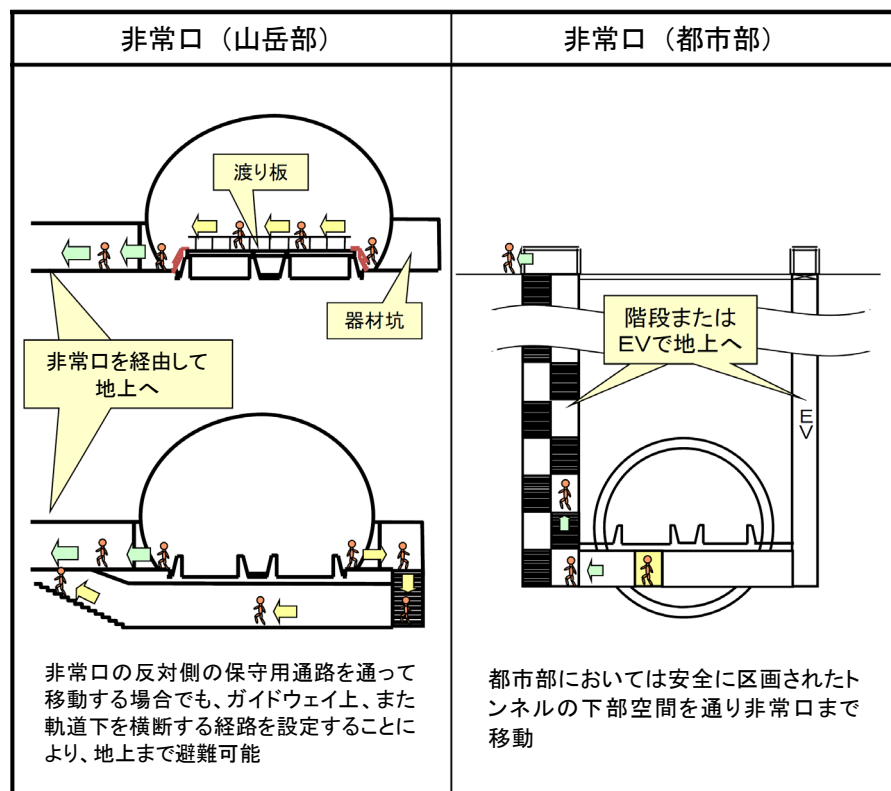 非常口（山岳部）
非常口（都市部）
渡り板
器材坑
非常口を経由して
地上へ
非常口の反対側の保守用通路を通って
移動する場合でも、ガイドウェイ上、また
軌道下を横断する経路を設定することに
より、地上まで避難可能
階段または
EVで地上へ
EV
都市部においては安全に区画されたト
ンネルの下部空間を通り非常口まで
移動